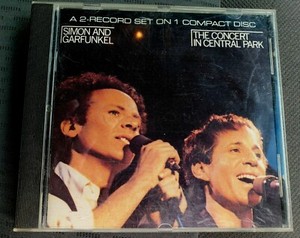 A 2-RECORD SET ON 1 COMPACT DISC
SIMON AND
GARFUNKEL
THE CONCERT
IN CENTRAL PARK